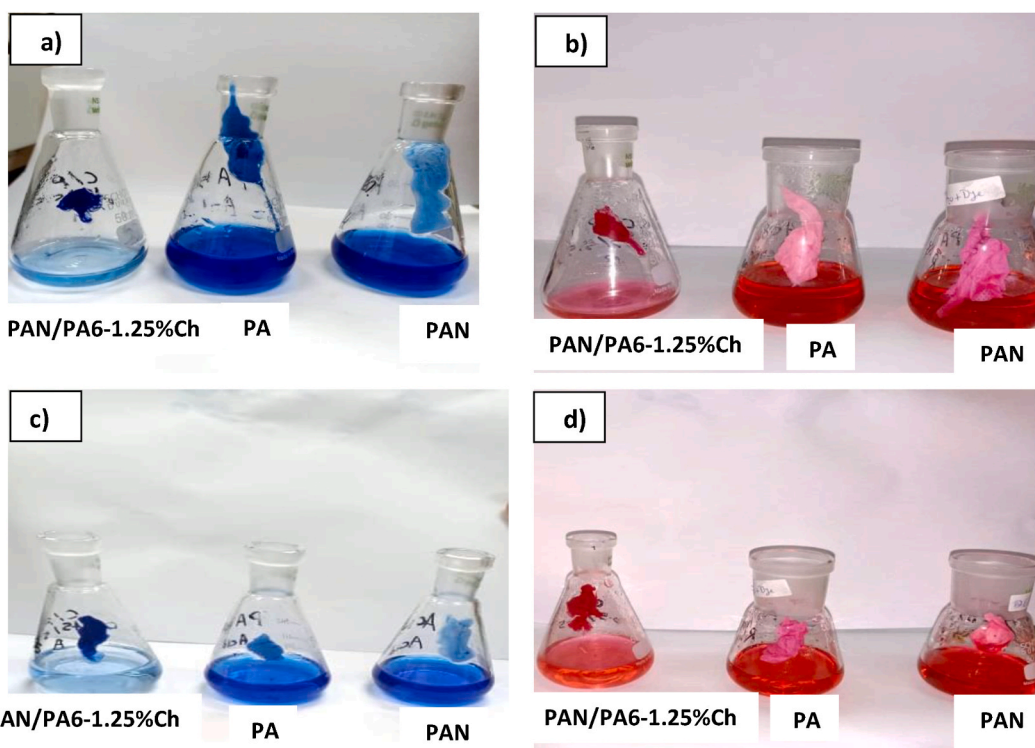 a)
b)
PAN/PA6-1.25%Ch PA PAN
PAN/PA6-1.25%Ch PA PAN
c)
d)
AN/PA6-1.25%Ch PA PAN
PAN/PA6-1.25%Ch PA PAN